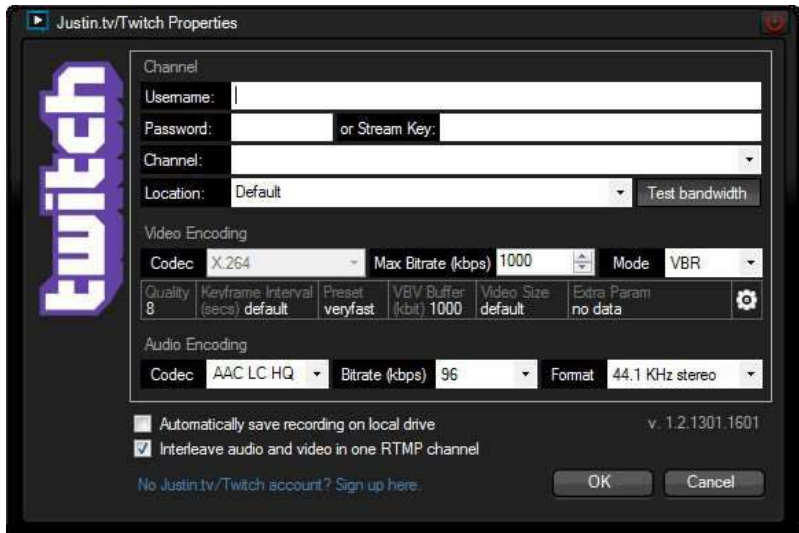 Justin.tv/Twitch Properties
twitch
Channel
Username:
Password: or Stream Key:
Channel:
Location: Default Test bandwidth
Video Encoding
Codec X.264 Max Bitrate (kbps) 1000 Mode VBR
Quality Keyframe Interval Preset VBV Buffer Video Size Extra Param
8 (secs) default veryfast (kbit) 1000 default no data
Audio Encoding
Codec AAC LC HQ Bitrate (kbps) 96 Format 44.1 KHz stereo
Automatically save recording on local drive v. 1.2.1301.1601
Interleave audio and video in one RTMP channel
No Justin.tv/Twitch account? Sign up here. OK Cancel